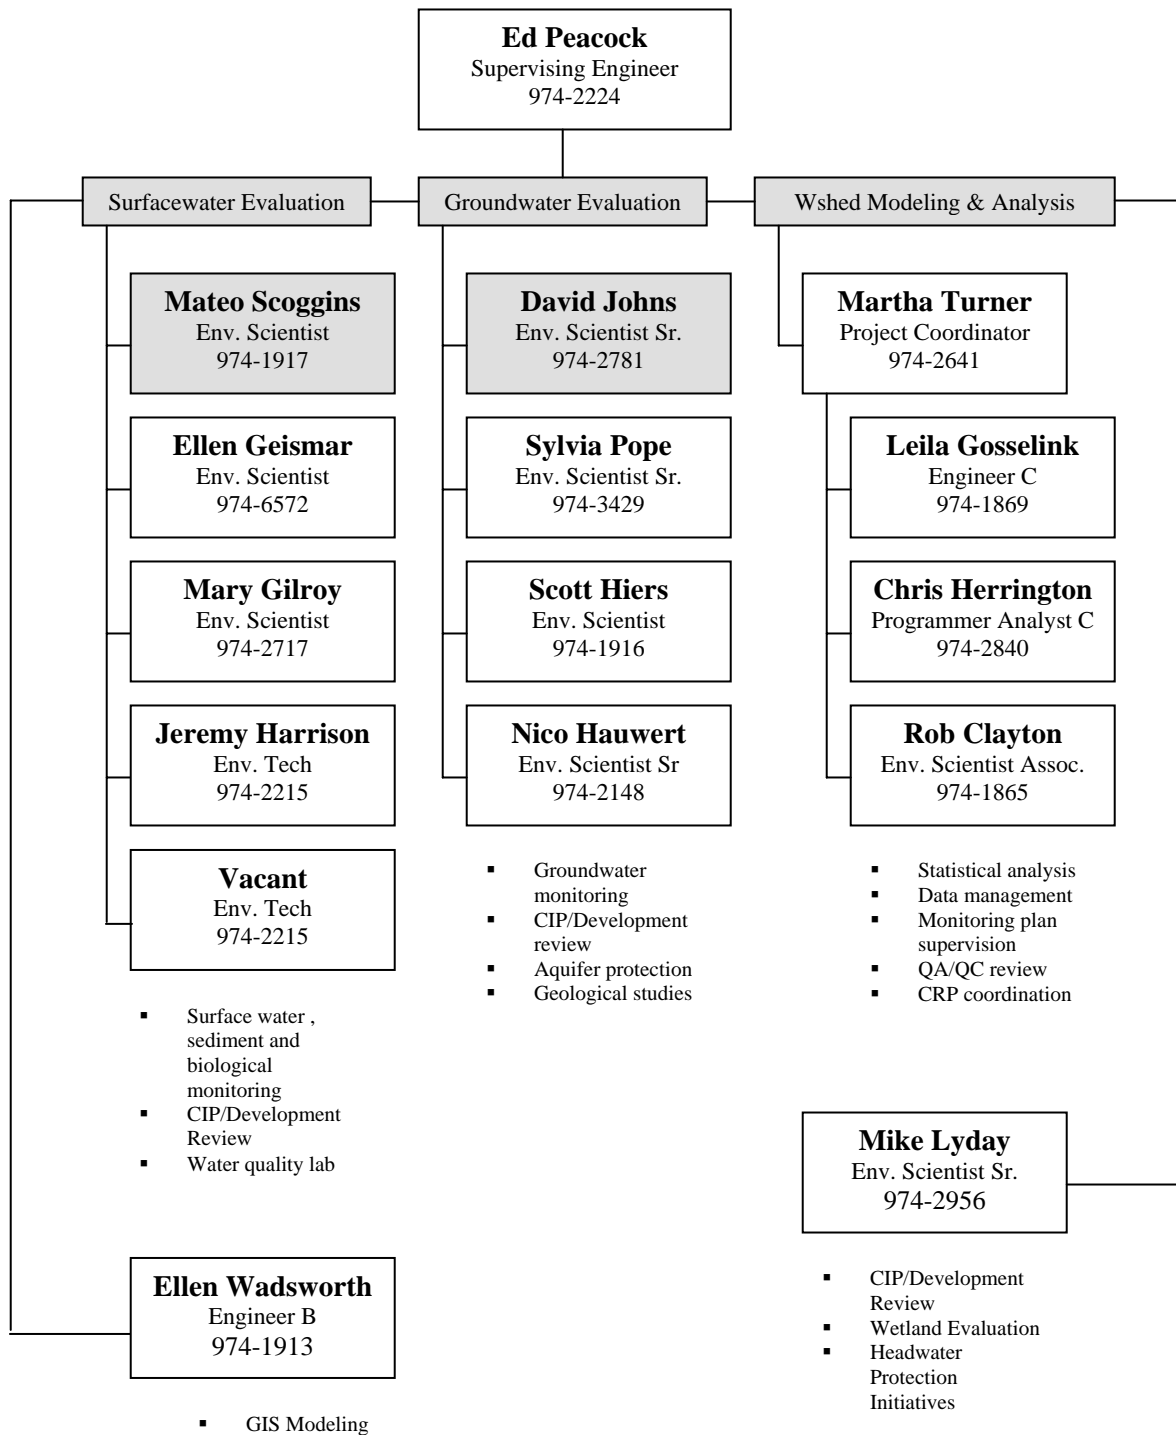 Ed Peacock
Supervising Engineer
974-2224
Surfacewater Evaluation
Groundwater Evaluation
Wshed Modeling & Analysis
Mateo Scoggins
Env. Scientist
974-1917
Ellen Geismar
Env. Scientist
974-6572
Mary Gilroy
Env. Scientist
974-2717
Jeremy Harrison
Env. Tech
974-2215
Vacant
Env. Tech
974-2215
▪ Surface water ,
sediment and
biological
monitoring
▪ CIP/Development
Review
▪ Water quality lab
David Johns
Env. Scientist Sr.
974-2781
Sylvia Pope
Env. Scientist Sr.
974-3429
Scott Hiers
Env. Scientist
974-1916
Nico Hauwert
Env. Scientist Sr
974-2148
▪ Groundwater
monitoring
▪ CIP/Development
review
▪ Aquifer protection
▪ Geological studies
Martha Turner
Project Coordinator
974-2641
Leila Gosselink
Engineer C
974-1869
Chris Herrington
Programmer Analyst C
974-2840
Rob Clayton
Env. Scientist Assoc.
974-1865
▪ Statistical analysis
▪ Data management
▪ Monitoring plan
supervision
▪ QA/QC review
▪ CRP coordination
Mike Lyday
Env. Scientist Sr.
974-2956
▪ CIP/Development
Review
▪ Wetland Evaluation
▪ Headwater
Protection
Initiatives
Ellen Wadsworth
Engineer B
974-1913
▪ GIS Modeling